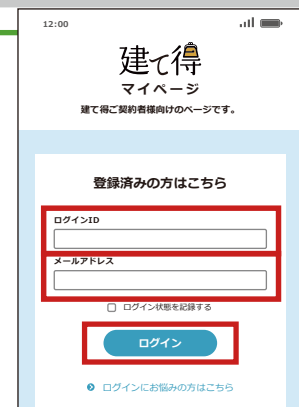 12:00
建て得
マイページ
建て得ご契約者様向けのページです。
登録済みの方はこちら
ログインID
メールアドレス
ログイン状態を記録する
ログイン
ログインにお悩みの方はこちら